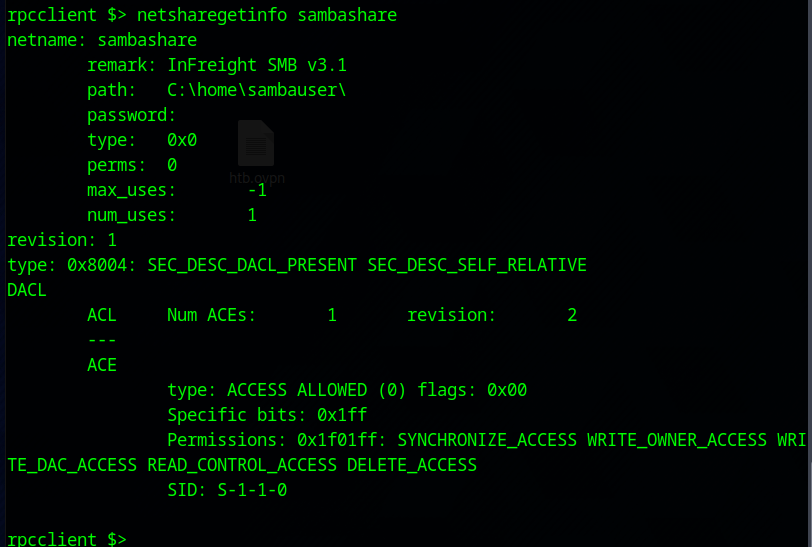 rpcclient $> netsharegetinfo sambashare
netname: sambashare
        remark: InFreight SMB v3.1
        path:   C:\home\sambauser\
        password:
        type:   0x0
        perms:  0
        max_uses:       -1
        num_uses:       1
revision: 1
type: 0x8004: SEC_DESC_DACL_PRESENT SEC_DESC_SELF_RELATIVE
DACL
        ACL     Num ACEs:       1       revision:       2
        ---
        ACE
                type: ACCESS ALLOWED (0) flags: 0x00
                Specific bits: 0x1ff
                Permissions: 0x1f01ff: SYNCHRONIZE_ACCESS WRITE_OWNER_ACCESS WRI
TE_DAC_ACCESS READ_CONTROL_ACCESS DELETE_ACCESS
                SID: S-1-1-0
rpcclient $>
htb.ovpn